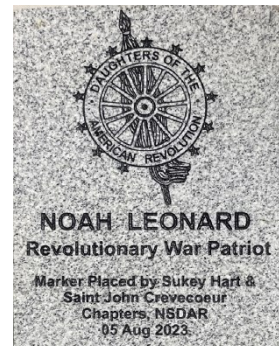 DAUGHTERS OF THE
AMERICAN REVOLUTION
NOAH LEONARD
Revolutionary War Patriot
Marker Placed by Sukey Hart &
Saint John Crevecoeur
Chapters, NSDAR
05 Aug 2023